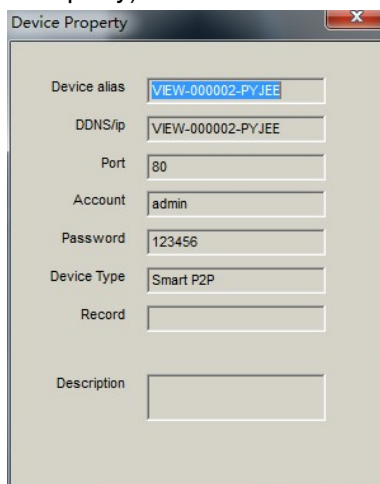 Device Property
Device alias VIEW-000002-PYJEE
DDNS/ip VIEW-000002-PYJEE
Port 80
Account admin
Password 123456
Device Type Smart P2P
Record
Description